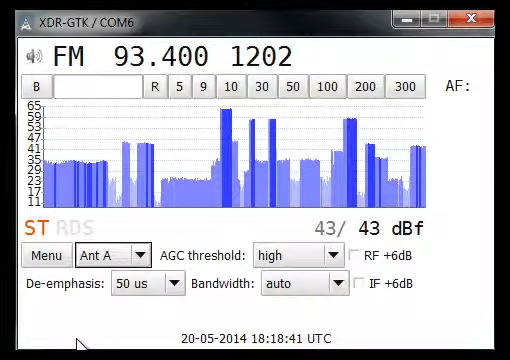 XDR-GTK / COM6
FM 93.400 1202
B R 5 9 10 30 50 100 200 300 AF:
65
59
53
47
41
35
29
23
17
11
ST RDS 43/ 43 dBf
Menu Ant A AGC threshold: high RF +6dB
De-emphasis: 50 us Bandwidth: auto IF +6dB
20-05-2014 18:18:41 UTC